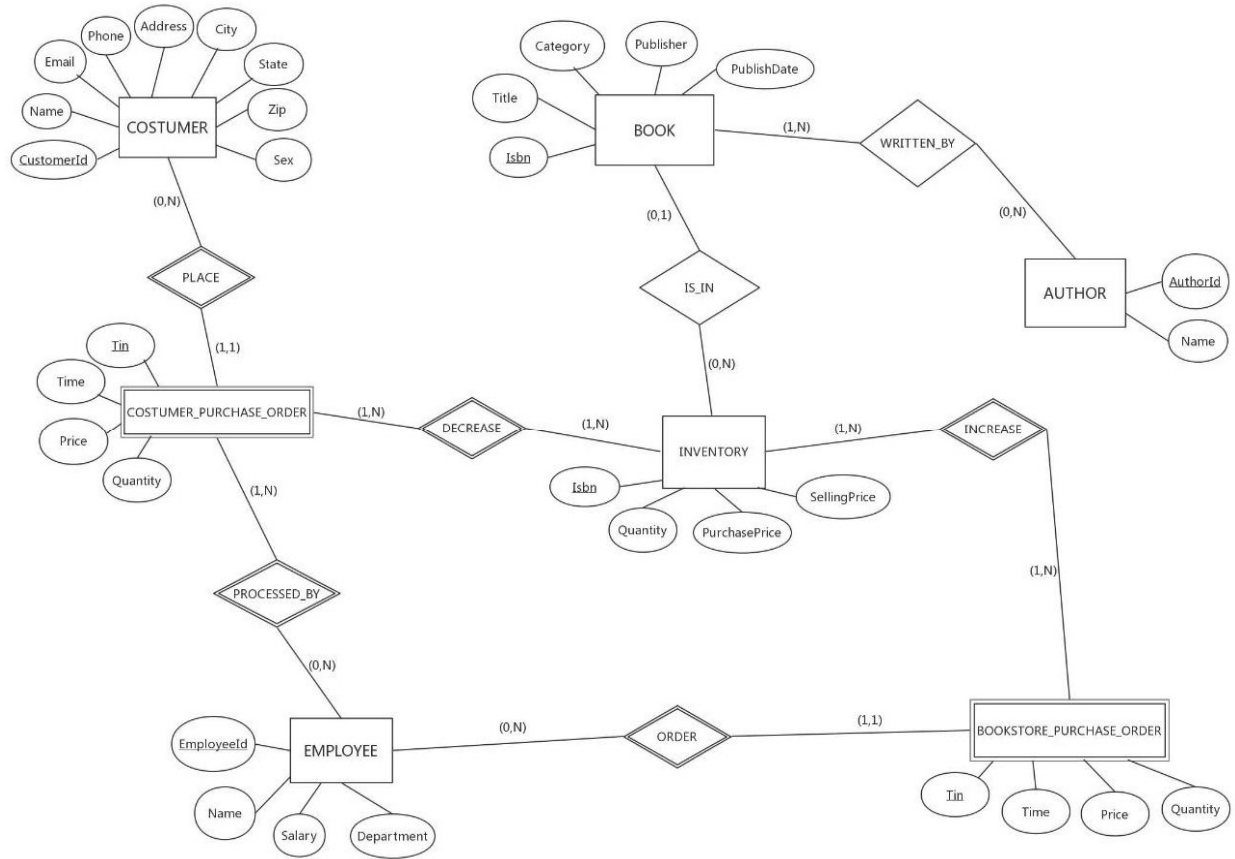 Address
City
Phone
Email
State
Name
Zip
COSTUMER
CustomerId
Sex
(0,N)
PLACE
(1,1)
Category
Publisher
PublishDate
Title
BOOK
Isbn
(1,N)
WRITTEN_BY
(0,N)
AUTHOR
AuthorId
Name
(0,1)
IS_IN
(0,N)
Tin
Time
COSTUMER_PURCHASE_ORDER
Price
Quantity
(1,N)
DECREASE
(1,N)
INVENTORY
Isbn
Quantity
PurchasePrice
SellingPrice
(1,N)
INCREASE
(1,N)
(1,N)
PROCESSED_BY
(0,N)
EmployeeId
EMPLOYEE
Name
Salary
Department
(0,N)
ORDER
(1,1)
BOOKSTORE_PURCHASE_ORDER
Tin
Time
Price
Quantity